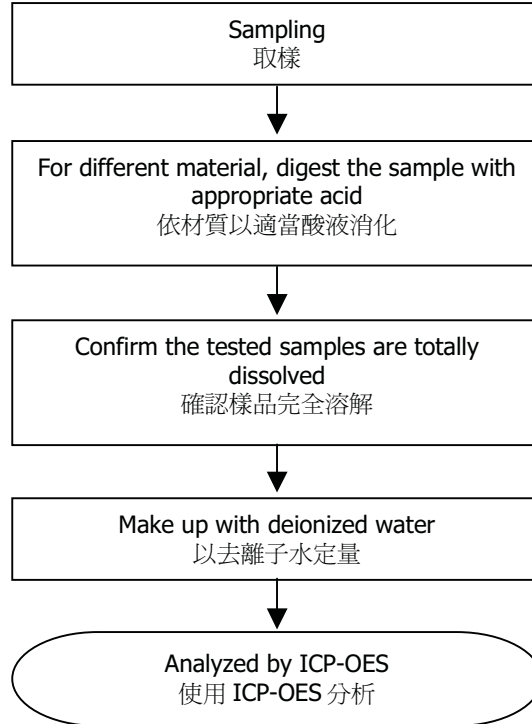 Sampling
取樣
For different material, digest the sample with
appropriate acid
依材質以適當酸液消化
Confirm the tested samples are totally
dissolved
確認樣品完全溶解
Make up with deionized water
以去離子水定量
Analyzed by ICP-OES
使用 ICP-OES 分析